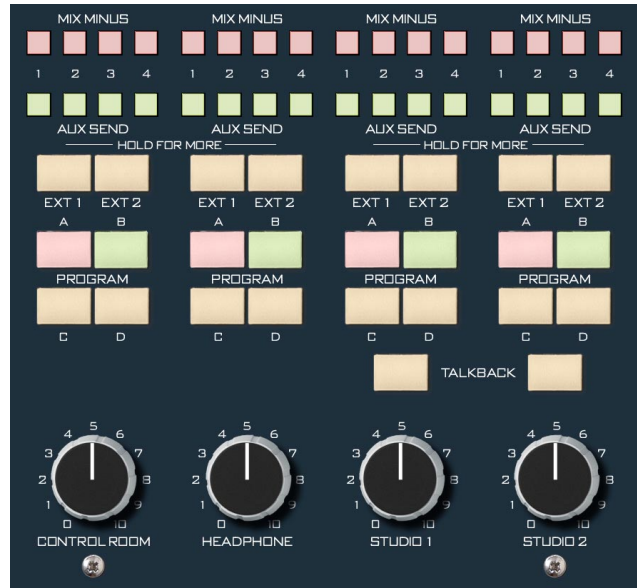 MIX MINUS MIX MINUS MIX MINUS MIX MINUS
1 2 3 4 1 2 3 4 1 2 3 4 1 2 3 4
AUX SEND AUX SEND AUX SEND AUX SEND
HOLD FOR MORE HOLD FOR MORE
EXT 1 EXT 2 EXT 1 EXT 2 EXT 1 EXT 2 EXT 1 EXT 2
A B A B A B A B
PROGRAM PROGRAM PROGRAM PROGRAM
C D C D C D C D
TALKBACK
0 1 2 3 4 5 6 7 8 9 10 0 1 2 3 4 5 6 7 8 9 10 0 1 2 3 4 5 6 7 8 9 10 0 1 2 3 4 5 6 7 8 9 10
CONTROL ROOM HEADPHONE STUDIO 1 STUDIO 2